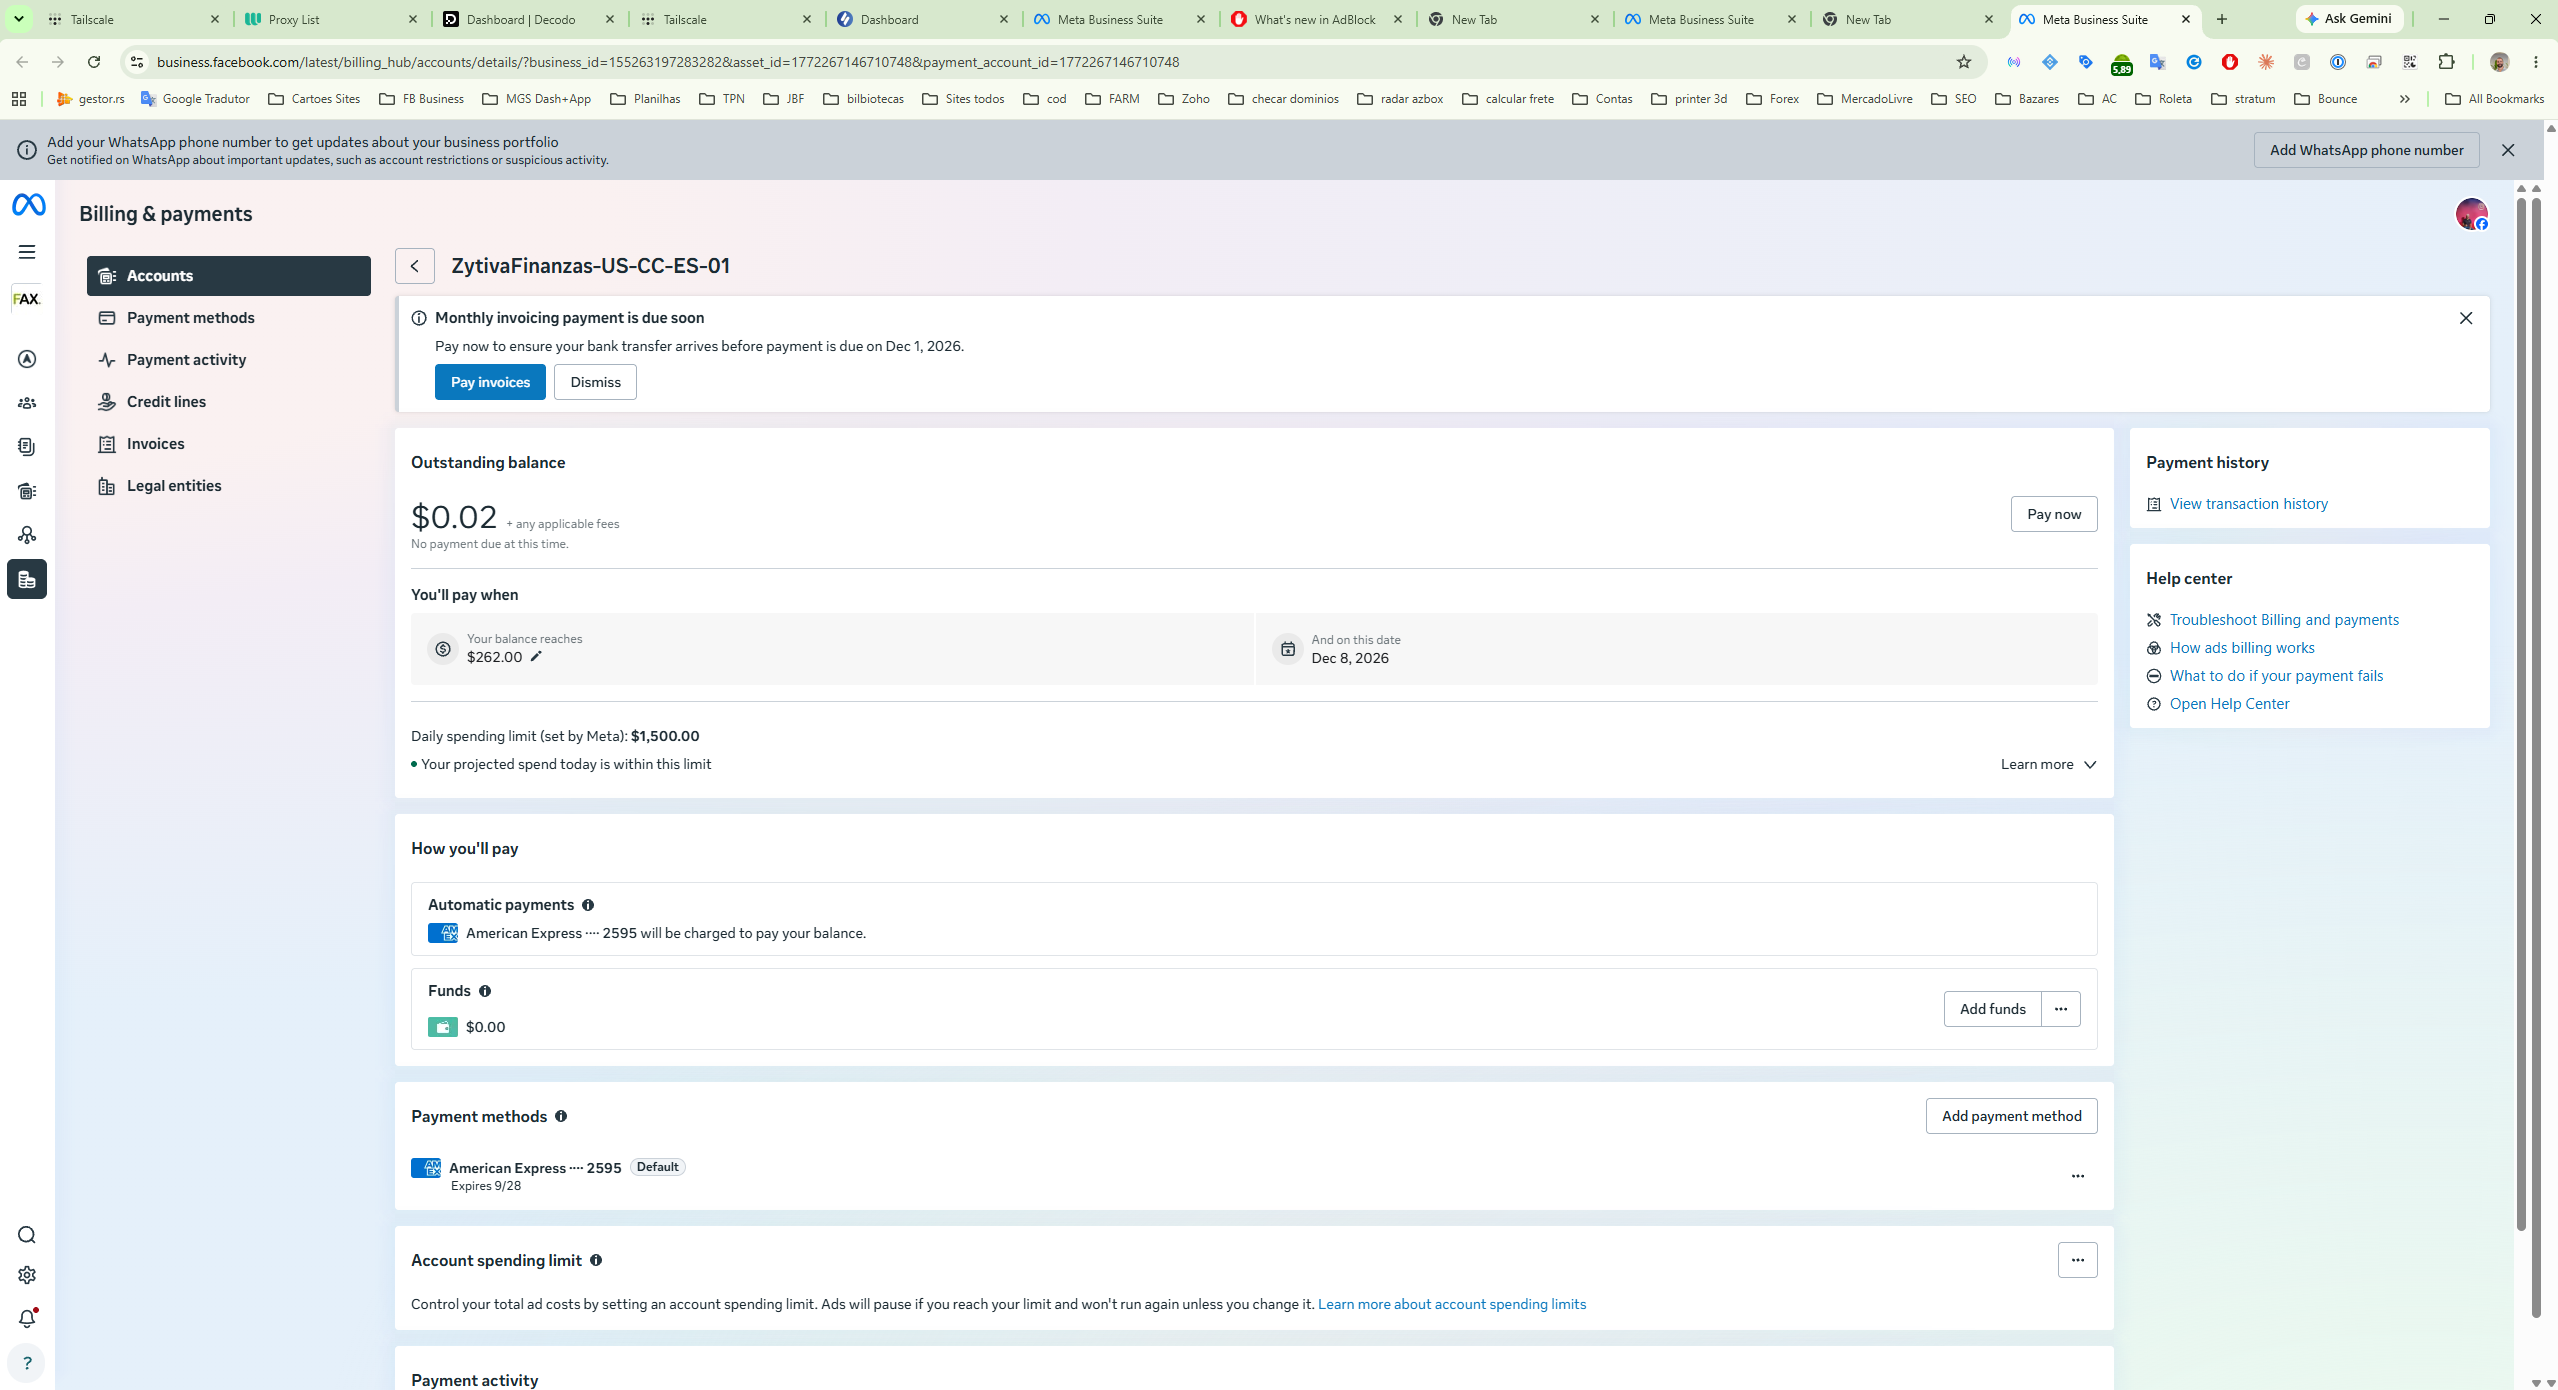 Tailscale
Proxy List
Dashboard | Decodo
Tailscale
Dashboard
Meta Business Suite
What's new in AdBlock
New Tab
Meta Business Suite
New Tab
Meta Business Suite
Ask Gemini
business.facebook.com/latest/billing_hub/accounts/details/?business_id=155263197283282&asset_id=1772267146710748&payment_account_id=1772267146710748
5,89
gestor.rs
Google Tradutor
Cartoes Sites
FB Business
MGS Dash+App
Planilhas
TPN
JBF
bilbiotecas
Sites todos
cod
FARM
Zoho
checar dominios
radar azbox
calcular frete
Contas
printer 3d
Forex
MercadoLivre
SEO
Bazares
AC
Roleta
stratum
Bounce
All Bookmarks
Add your WhatsApp phone number to get updates about your business portfolio
Get notified on WhatsApp about important updates, such as account restrictions or suspicious activity.
Add WhatsApp phone number
Billing & payments
FAX.
Accounts
Payment methods
Payment activity
Credit lines
Invoices
Legal entities
ZytivaFinanzas-US-CC-ES-01
Monthly invoicing payment is due soon
Pay now to ensure your bank transfer arrives before payment is due on Dec 1, 2026.
Pay invoices
Dismiss
Outstanding balance
$0.02 + any applicable fees
No payment due at this time.
Pay now
You'll pay when
Your balance reaches
$262.00
And on this date
Dec 8, 2026
Daily spending limit (set by Meta): $1,500.00
Your projected spend today is within this limit
Learn more
How you'll pay
Automatic payments
AM EX
American Express ···· 2595 will be charged to pay your balance.
Funds
$0.00
Add funds
Payment methods
Add payment method
AM EX
American Express ···· 2595 Default
Expires 9/28
Account spending limit
Control your total ad costs by setting an account spending limit. Ads will pause if you reach your limit and won't run again unless you change it. Learn more about account spending limits
Payment activity
Payment history
View transaction history
Help center
Troubleshoot Billing and payments
How ads billing works
What to do if your payment fails
Open Help Center